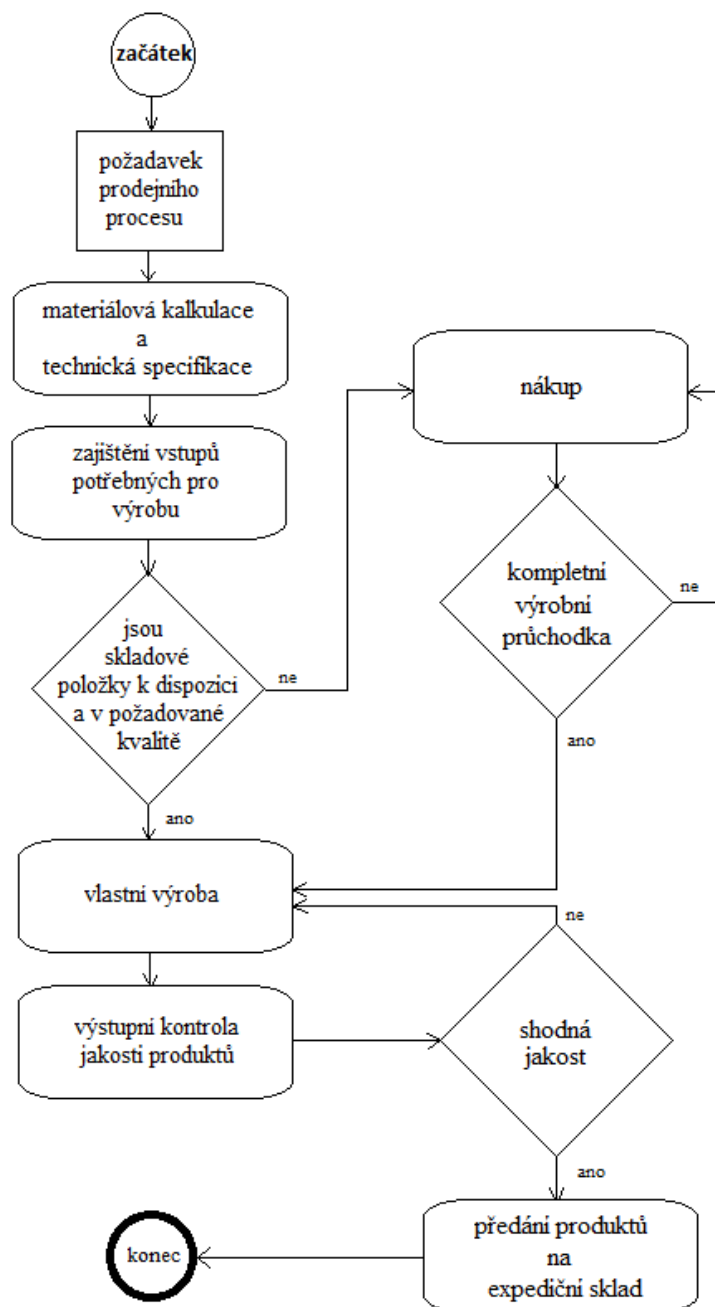 začátek
požadavek
prodejního
procesu
materiálová kalkulace
a
technická specifikace
nákup
zajištění vstupů
potřebných pro
výrobu
kompletní
výrobní
průchodka
ne
jsou
skladové
položky k dispozici
a v požadované
kvalitě
ne
ano
ano
vlastní výroba
ne
výstupní kontrola
jakosti produktů
shodná
jakost
ano
předání produktů
na
expediční sklad
konec